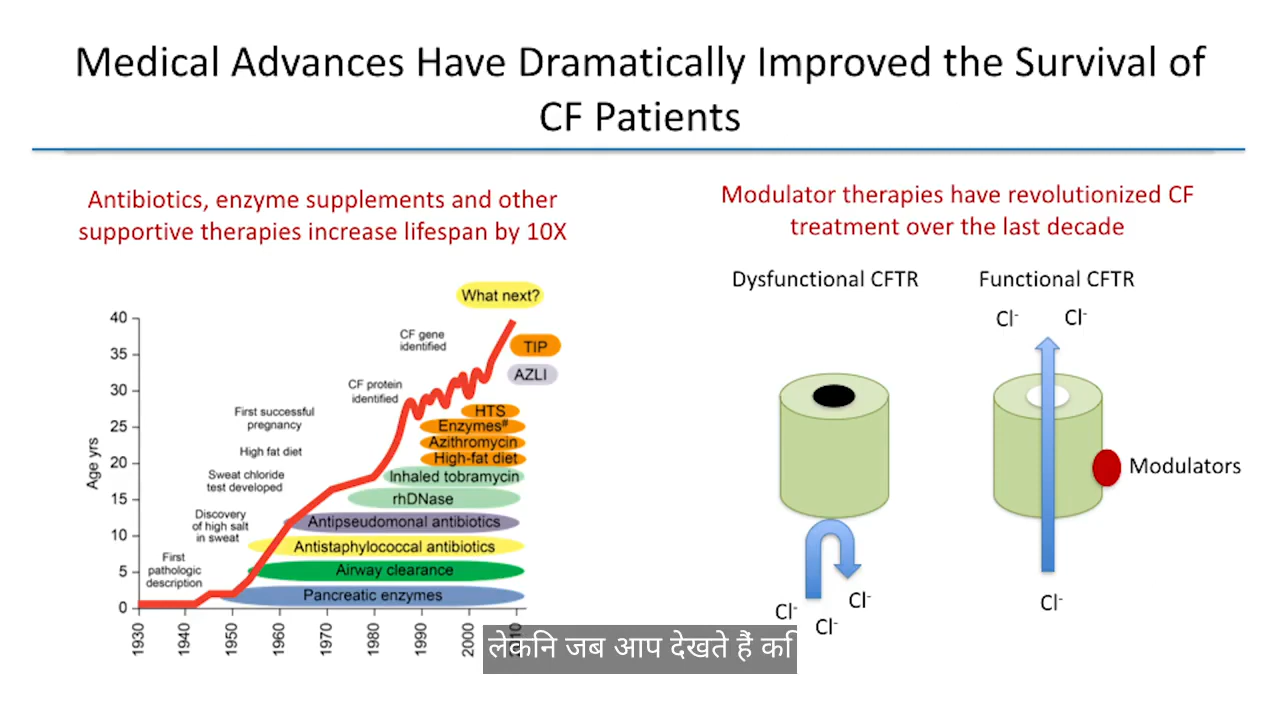 Medical Advances Have Dramatically Improved the Survival of
CF Patients
Antibiotics, enzyme supplements and other
supportive therapies increase lifespan by 10X
What next?
40
35
30
25
20
15
10
5
0
Age yrs
CF gene
identified
TIP
AZLI
CF protein
identified
First successful
pregnancy
HTS
Enzymes#
High fat diet
Azithromycin
High-fat diet
Sweat chloride
test developed
Inhaled tobramycin
rhDNase
Discovery
of high salt
in sweat
Antipseudomonal antibiotics
Antistaphylococcal antibiotics
First
pathologic
description
Airway clearance
Pancreatic enzymes
1930
1940
1950
1960
1970
1980
1990
2000
2010
Modulator therapies have revolutionized CF
treatment over the last decade
Dysfunctional CFTR
Functional CFTR
Cl-
Cl-
Modulators
Cl-
Cl-
Cl-
Cl-
लेकिन जब आप देखते हैं कि